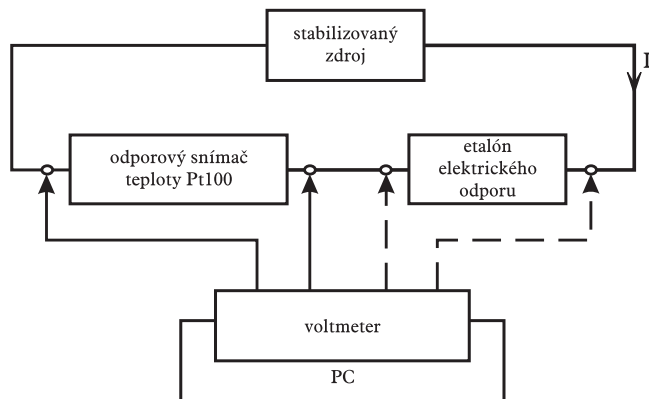 stabilizovaný
zdroj
I
odporový snímač
teploty Pt100
etalón
elektrického
odporu
voltmeter
PC